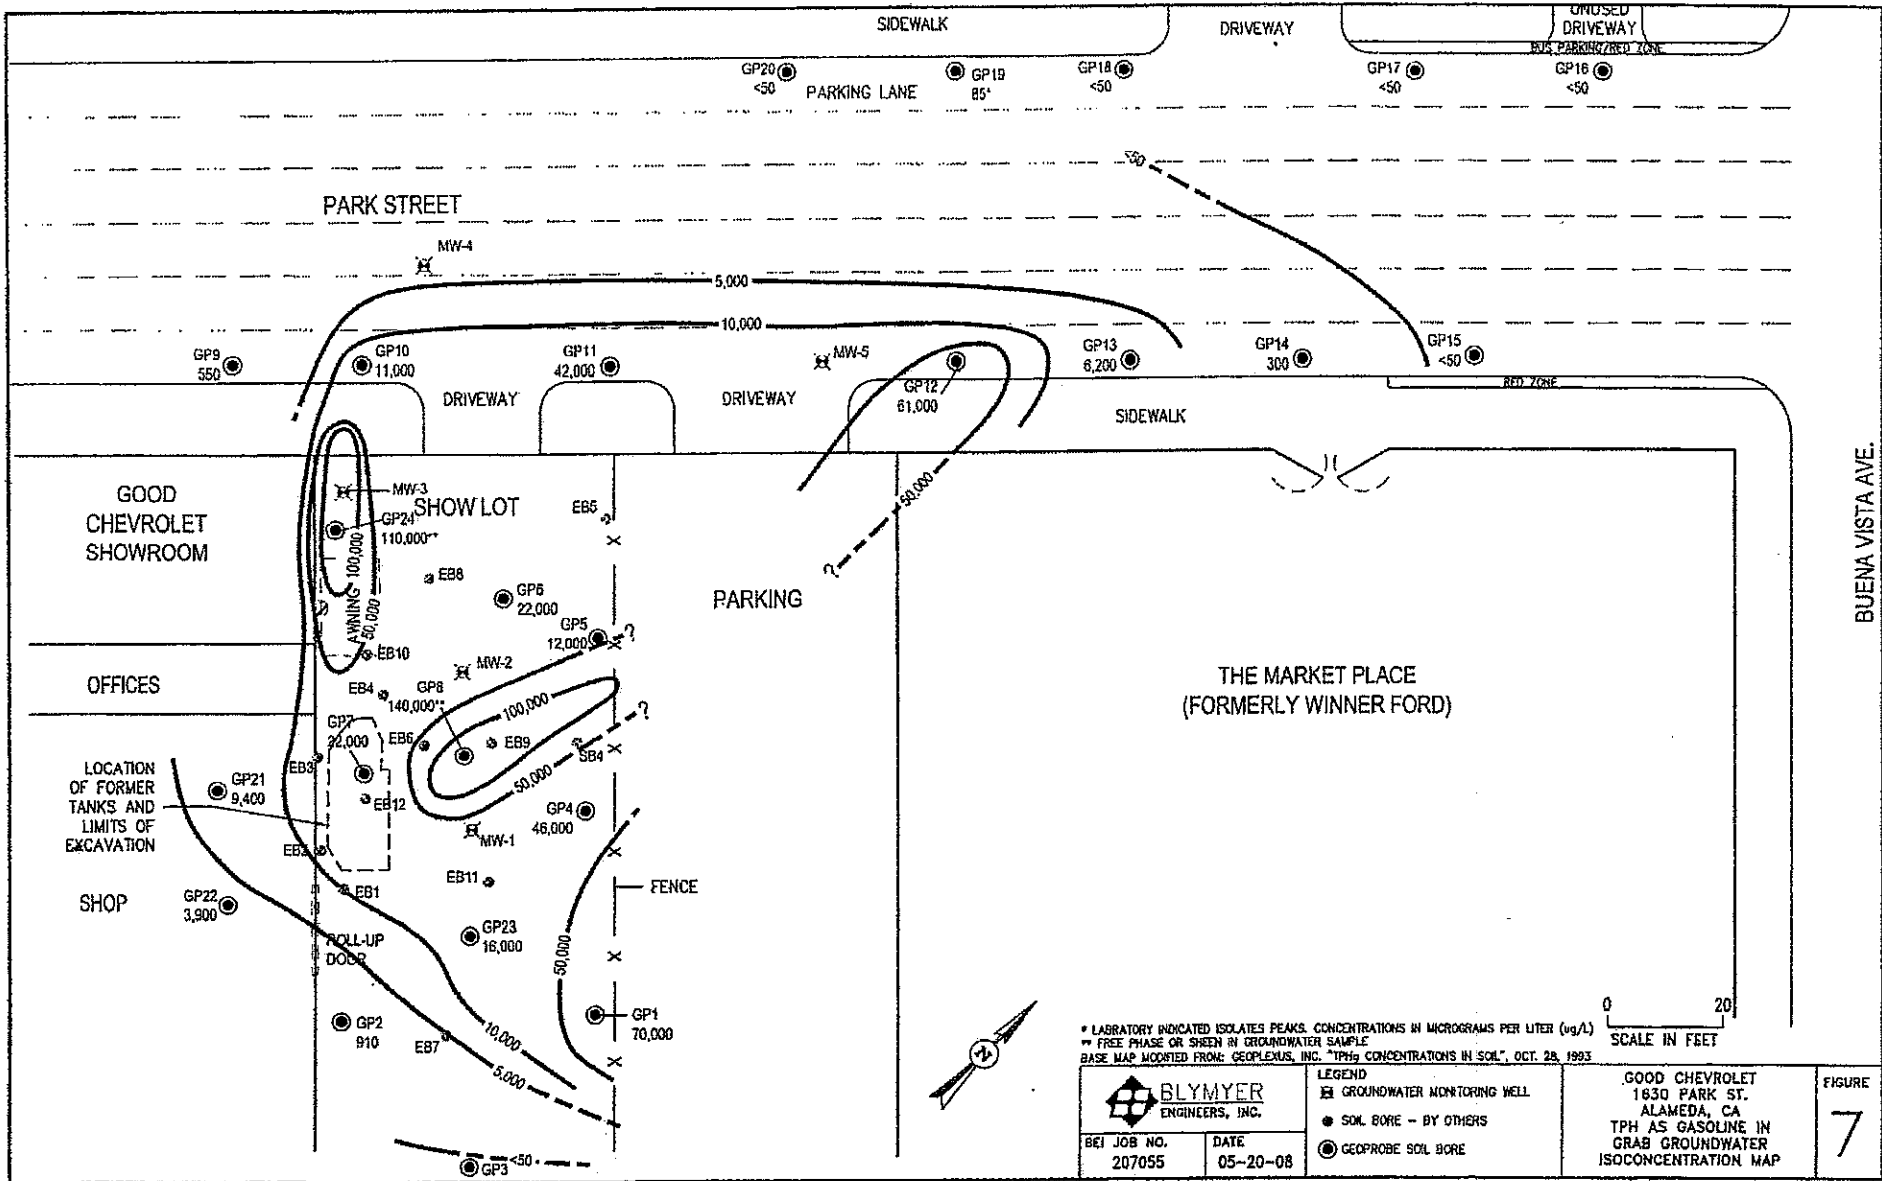 SIDEWALK
DRIVEWAY
UNUSED
DRIVEWAY
BUS PARKING/RED ZONE
GP20
<50
PARKING LANE
GP19
85*
GP18
<50
GP17
<50
GP16
<50
<50
PARK STREET
MW-4
5,000
10,000
GP9
550
GP10
11,000
GP11
42,000
MW-5
GP12
61,000
GP13
6,200
GP14
300
GP15
<50
RED ZONE
DRIVEWAY
DRIVEWAY
SIDEWALK
BUENA VISTA AVE.
GOOD
CHEVROLET
SHOWROOM
MW-3
SHOW LOT
GP24
110,000**
EB5
50,000
?
100,000
AWNING
50,000
EB8
GP6
22,000
GP5
12,000
?
PARKING
EB10
OFFICES
MW-2
EB4
GP8
140,000**
100,000
?
GP7
22,000
EB6
EB9
SB4
50,000
EB3
THE MARKET PLACE
(FORMERLY WINNER FORD)
LOCATION
OF FORMER
TANKS AND
LIMITS OF
EXCAVATION
GP21
9,400
EB12
GP4
46,000
MW-1
EB2
EB1
EB11
FENCE
SHOP
GP22
3,900
ROLL-UP
DOOR
GP23
16,000
50,000
GP1
70,000
GP2
910
EB7
10,000
5,000
<50
GP3
N
0 20
SCALE IN FEET
* LABRATORY INDICATED ISOLATES PEAKS. CONCENTRATIONS IN MICROGRAMS PER LITER (ug/L)
** FREE PHASE OR SHEEN IN GROUNDWATER SAMPLE
BASE MAP MODIFIED FROM: GEOPLEXUS, INC. "TPHg CONCENTRATIONS IN SOIL", OCT. 28, 1993
BLYMYER
ENGINEERS, INC.
BEI JOB NO.
207055
DATE
05-20-08
LEGEND
GROUNDWATER MONITORING WELL
SOIL BORE - BY OTHERS
GEOPROBE SOIL BORE
GOOD CHEVROLET
1630 PARK ST.
ALAMEDA, CA
TPH AS GASOLINE IN
GRAB GROUNDWATER
ISOCONCENTRATION MAP
FIGURE
7